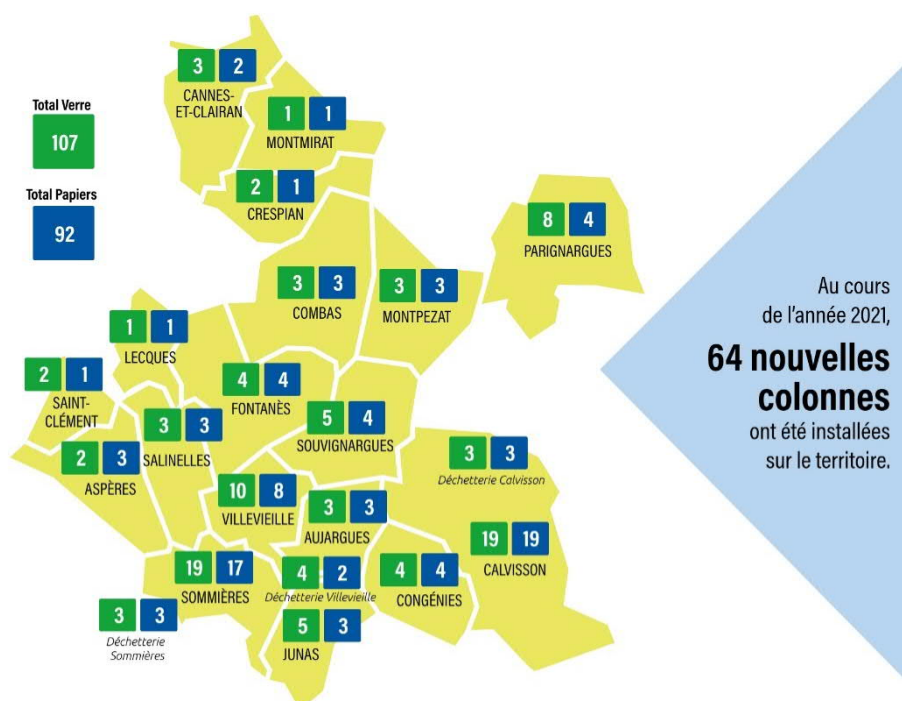 3 2
CANNES-
ET-CLAIRAN
Total Verre
107
1 1
MONTMIRAT
Total Papiers
92
2 1
CRESPIAN
8 4
PARIGNARGUES
3 3
COMBAS
3 3
MONTPEZAT
1 1
LECQUES
2 1
SAINT-
CLÉMENT
4 4
FONTANÈS
3 3
SALINELLES
5 4
SOUVIGNARGUES
2 3
ASPÈRES
3 3
Déchetterie Calvisson
10 8
VILLEVIEILLE
3 3
AUJARGUES
19 19
CALVISSON
19 17
SOMMIÈRES
4 2
Déchetterie Villevieille
4 4
CONGÉNIES
3 3
Déchetterie
Sommières
5 3
JUNAS
Au cours
de l'année 2021,
64 nouvelles
colonnes
ont été installées
sur le territoire.